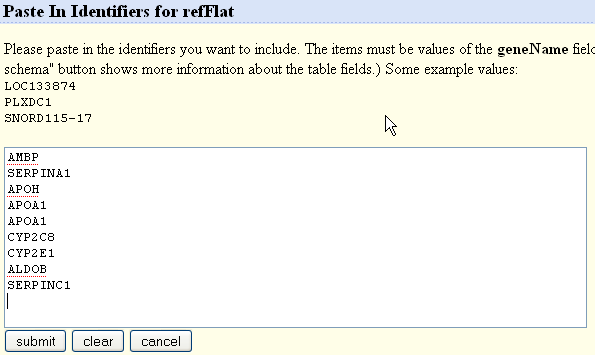 Paste In Identifiers for refFlat
Please paste in the identifiers you want to include. The items must be values of the geneName field
schema" button shows more information about the table fields.) Some example values:
LOC133874
PLXDC1
SNORD115-17
AMBP
SERPINA1
APOH
APOA1
APOA1
CYP2C8
CYP2E1
ALDOB
SERPINC1
submit clear cancel